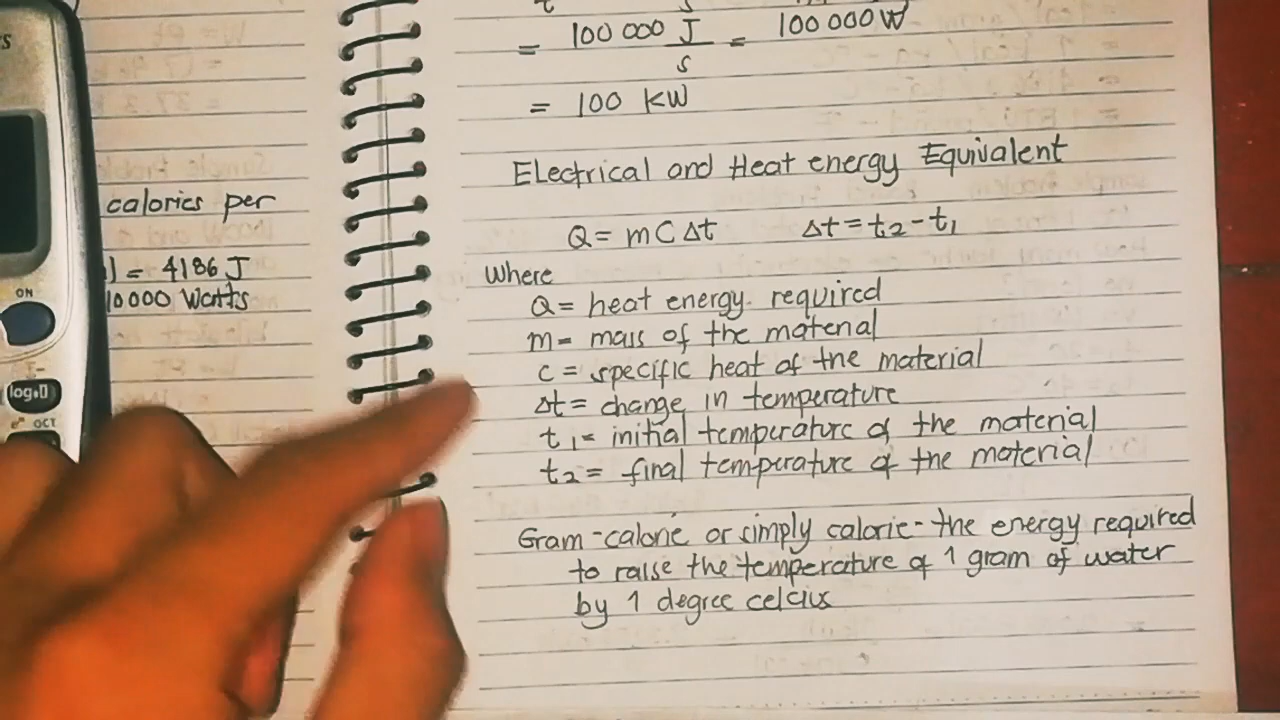 t s
= 100 000 J = 100 000 W
s
= 100 KW
Electrical and Heat energy Equivalent
Q = m C Δt Δt = t2 - t1
Where
Q = heat energy required
m = mass of the material
c = specific heat of the material
Δt = change in temperature
t1 = initial temperature of the material
t2 = final temperature of the material
Gram-calorie or simply calorie - the energy required
to raise the temperature of 1 gram of water
by 1 degree celcius
calories per
= 4186 J
10000 Watts
ON
log
OCT